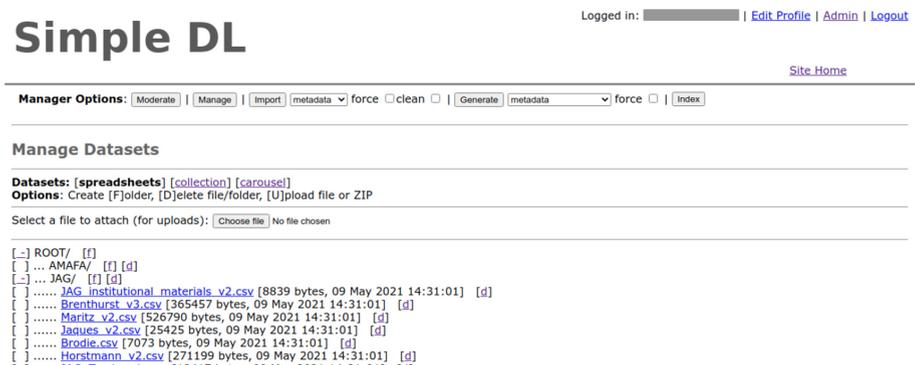 Logged in: | Edit Profile | Admin | Logout
Simple DL
Site Home
Manager Options: Moderate | Manage | Import metadata force clean | Generate metadata force | Index
Manage Datasets
Datasets: [spreadsheets] [collection] [carousel]
Options: Create [F]older, [D]elete file/folder, [U]pload file or ZIP
Select a file to attach (for uploads): Choose file No file chosen
[ -] ROOT/ [f]
[ ] ... AMAFA/ [f] [d]
[ -] ... JAG/ [f] [d]
[ ] ...... JAG_institutional_materials_v2.csv [8839 bytes, 09 May 2021 14:31:01] [d]
[ ] ...... Brenthurst_v3.csv [365457 bytes, 09 May 2021 14:31:01] [d]
[ ] ...... Maritz_v2.csv [526790 bytes, 09 May 2021 14:31:01] [d]
[ ] ...... Jaques_v2.csv [25425 bytes, 09 May 2021 14:31:01] [d]
[ ] ...... Brodie.csv [7073 bytes, 09 May 2021 14:31:01] [d]
[ ] ...... Horstmann_v2.csv [271199 bytes, 09 May 2021 14:31:01] [d]